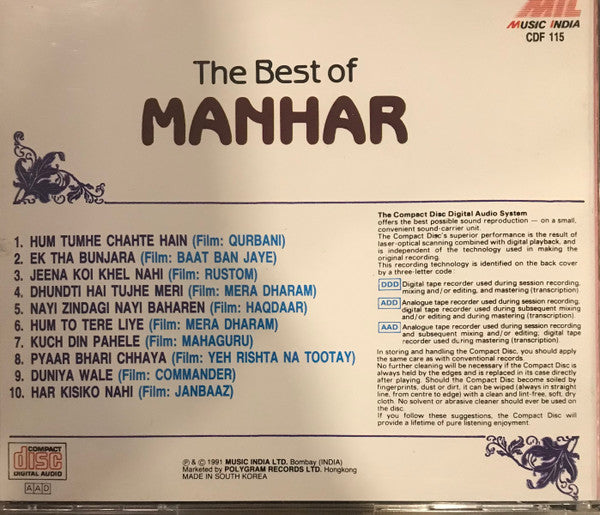 MIL
MUSIC INDIA
CDF 115
The Best of
MANHAR
1. HUM TUMHE CHAHTE HAIN (Film: QURBANI)
2. EK THA BUNJARA (Film: BAAT BAN JAYE)
3. JEENA KOI KHEL NAHI (Film: RUSTOM)
4. DHUNDTI HAI TUJHE MERI (Film: MERA DHARAM)
5. NAYI ZINDAGI NAYI BAHAREN (Film: HAQDAAR)
6. HUM TO TERE LIYE (Film: MERA DHARAM)
7. KUCH DIN PAHELE (Film: MAHAGURU)
8. PYAAR BHARI CHHAYA (Film: YEH RISHTA NA TOOTAY)
9. DUNIYA WALE (Film: COMMANDER)
10. HAR KISIKO NAHI (Film: JANBAAZ)
The Compact Disc Digital Audio System
offers the best possible sound reproduction — on a small,
convenient sound-carrier unit.
The Compact Disc's superior performance is the result of
laser-optical scanning combined with digital playback, and
is independent of the technology used in making the
original recording.
This recording technology is identified on the back cover
by a three-letter code:
DDD Digital tape recorder used during session recording,
mixing and/or editing, and mastering (transcription)
ADD Analogue tape recorder used during session recording,
digital tape recorder used during subsequent mixing
and/or editing and during mastering (transcription)
AAD Analogue tape recorder used during session recording
and subsequent mixing and/or editing; digital tape
recorder used during mastering (transcription)
In storing and handling the Compact Disc, you should apply
the same care as with conventional records.
No further cleaning will be necessary if the Compact Disc is
always held by the edges and is replaced in its case directly
after playing. Should the Compact Disc become soiled by
fingerprints, dust or dirt, it can be wiped (always in straight
line, from centre to edge) with a clean and lint-free, soft, dry
cloth. No solvent or abrasive cleaner should ever be used on
the disc.
If you follow these suggestions, the Compact Disc will
provide a lifetime of pure listening enjoyment.
COMPACT
disc
DIGITAL AUDIO
AAD
℗ & © 1991 MUSIC INDIA LTD. Bombay (INDIA)
Marketed by POLYGRAM RECORDS LTD. Hongkong
MADE IN SOUTH KOREA